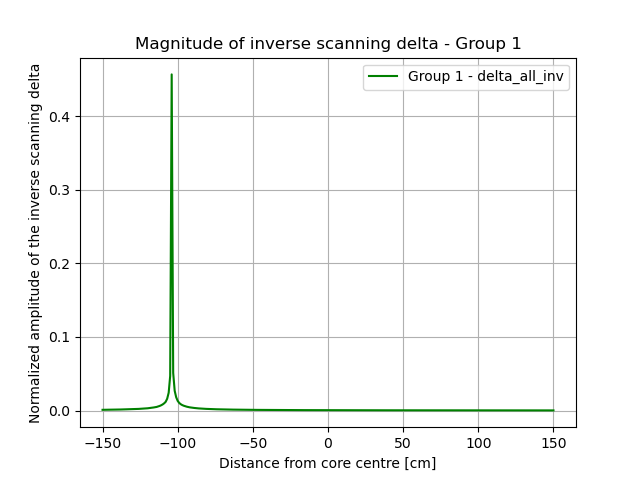 Magnitude of inverse scanning delta - Group 1
Group 1 - delta_all_inv
Normalized amplitude of the inverse scanning delta
0.4
0.3
0.2
0.1
0.0
−150 −100 −50 0 50 100 150
Distance from core centre [cm]